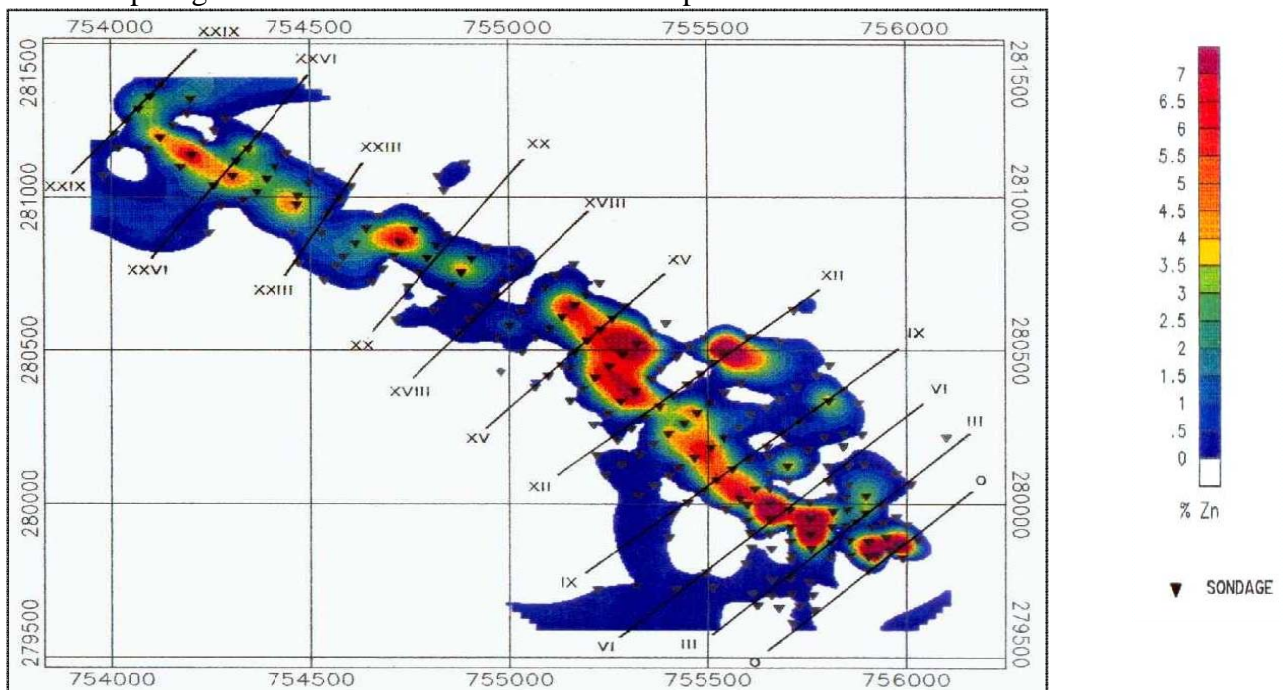 754000 754500 755000 755500 756000
281500 281500
281000 281000
280500 280500
280000 280000
279500 279500
754000 754500 755000 755500 756000
XXIX
XXVI
XXIII
XX
XVIII
XV
XII
IX
VI
III
O
XXIX
XXVI
XXIII
XX
XVIII
XV
XII
IX
VI
III
O
7
6.5
6
5.5
5
4.5
4
3.5
3
2.5
2
1.5
1
.5
0
% Zn
SONDAGE